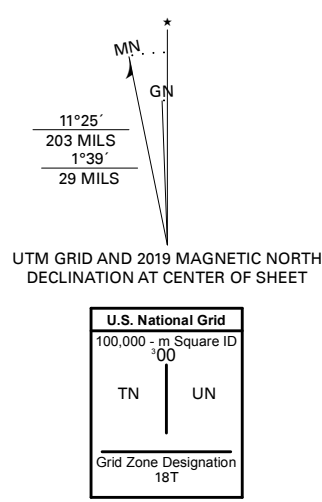 ★
MN
GN
11°25´
203 MILS
1°39´
29 MILS
UTM GRID AND 2019 MAGNETIC NORTH
DECLINATION AT CENTER OF SHEET
U.S. National Grid
100,000 - m Square ID
³00
TN UN
Grid Zone Designation
18T